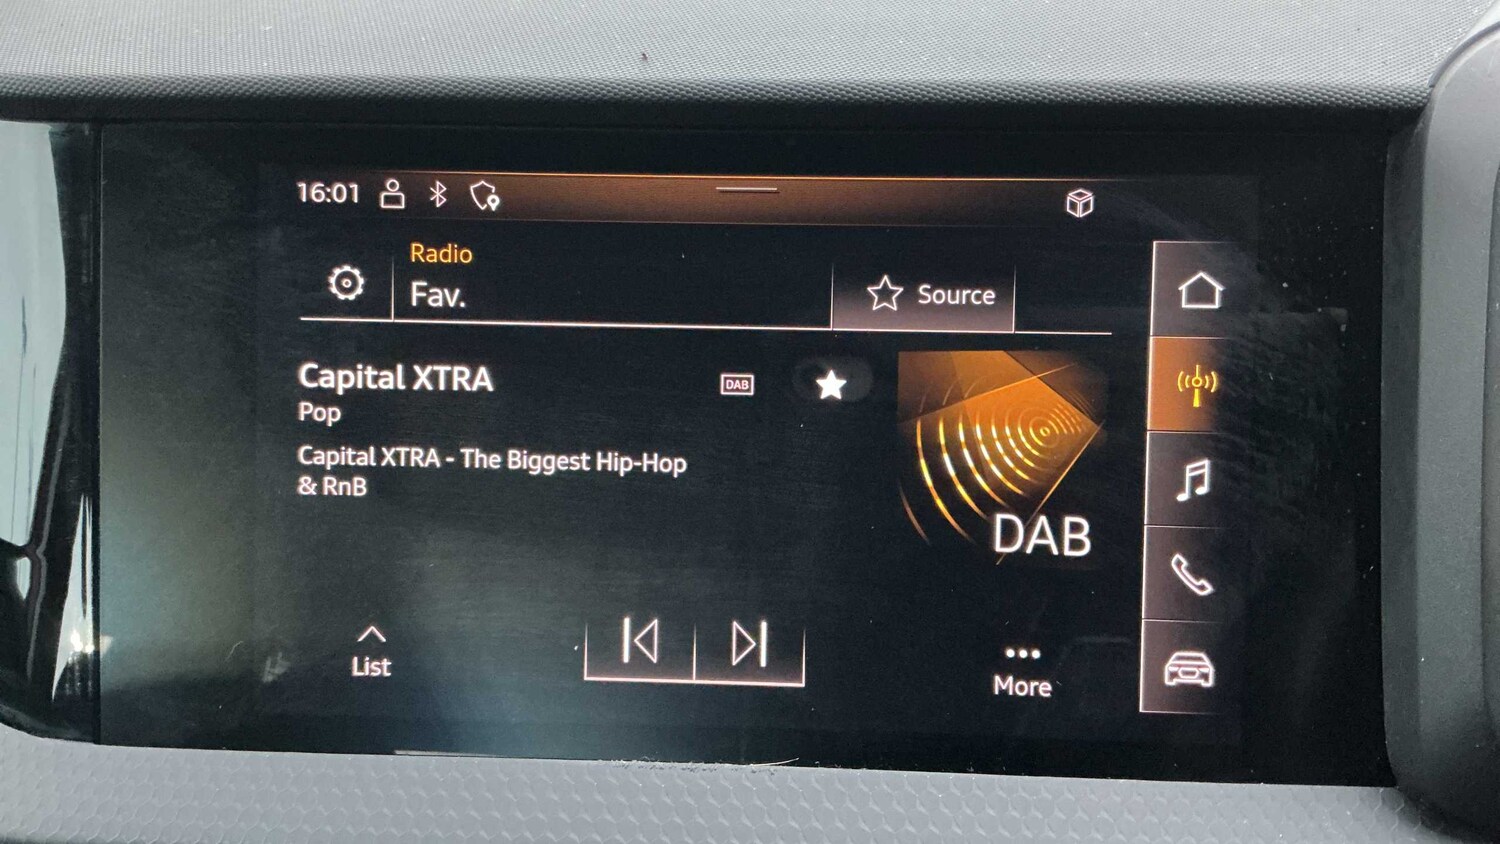 16:01
Radio
Fav.
Source
Capital XTRA
DAB
Pop
Capital XTRA - The Biggest Hip-Hop
& RnB
DAB
List
More